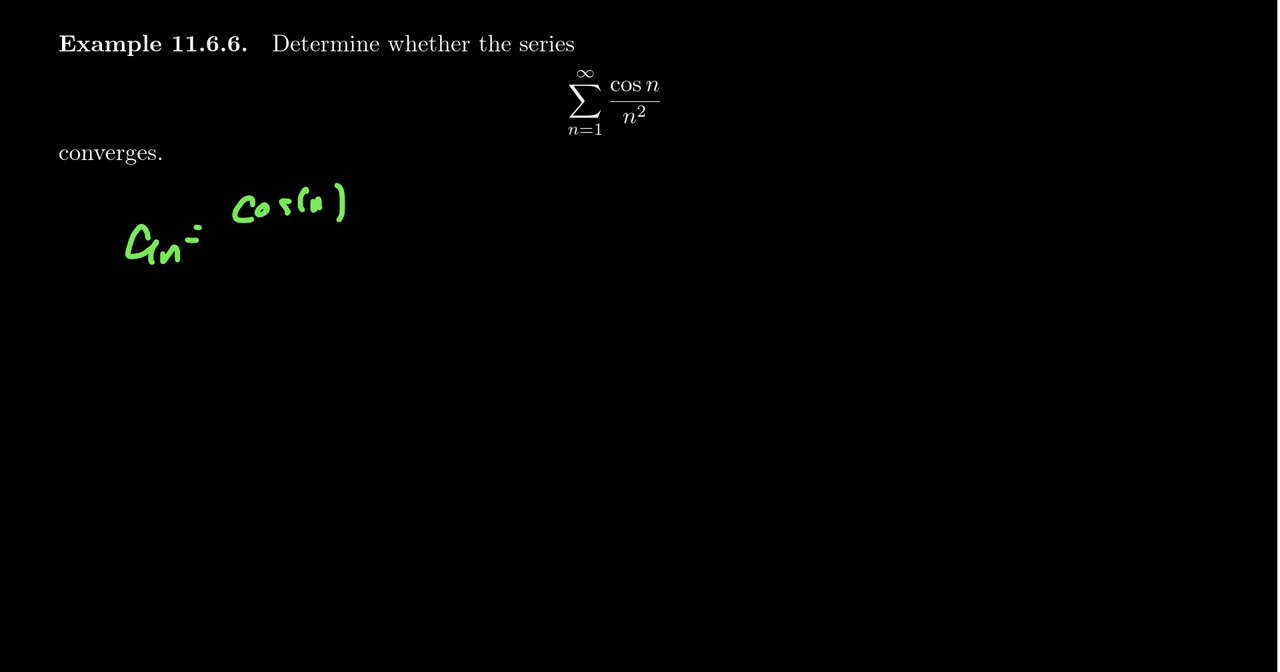 Example 11.6.6. Determine whether the series
∞
∑ cos n / n²
n=1
converges.
aₙ = cos(n)